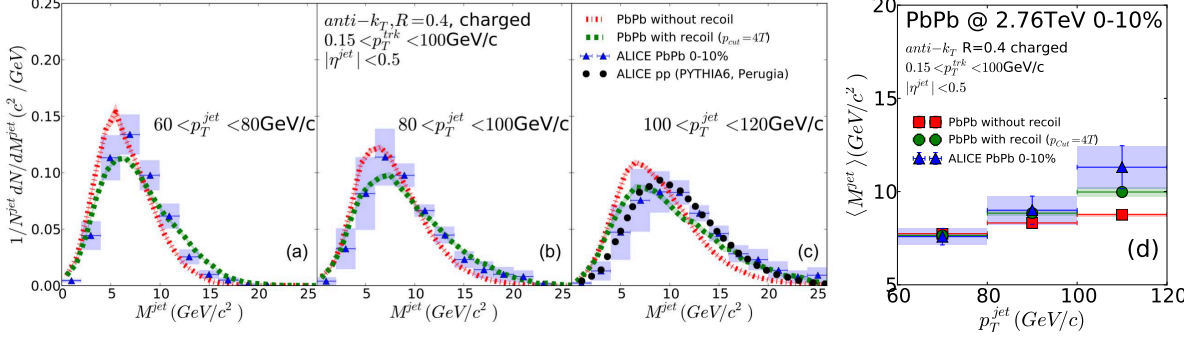 1/N^{jet} dN/dM^{jet} (c^2 /GeV)
0.25
0.20
0.15
0.10
0.05
0.00
60 <p_T^{jet} <80GeV/c
(a)
0 5 10 15 20 25
M^{jet} (GeV/c^2)
anti−k_T, R=0.4, charged
0.15 <p_T^{trk} <100GeV/c
|η^{jet}| <0.5
80 <p_T^{jet} <100GeV/c
(b)
5 10 15 20 25
M^{jet} (GeV/c^2)
PbPb without recoil
PbPb with recoil (p_{cut}=4T)
ALICE PbPb 0-10%
ALICE pp (PYTHIA6, Perugia)
100 <p_T^{jet} <120GeV/c
(c)
5 10 15 20 25
M^{jet} (GeV/c^2)
⟨M^{jet}⟩(GeV/c^2)
20
15
10
5
PbPb @ 2.76TeV 0-10%
anti−k_T R=0.4 charged
0.15 <p_T^{trk} <100GeV/c
|η^{jet}| <0.5
PbPb without recoil
PbPb with recoil (p_{Cut}=4T)
ALICE PbPb 0-10%
(d)
60 80 100 120
p_T^{jet} (GeV/c)